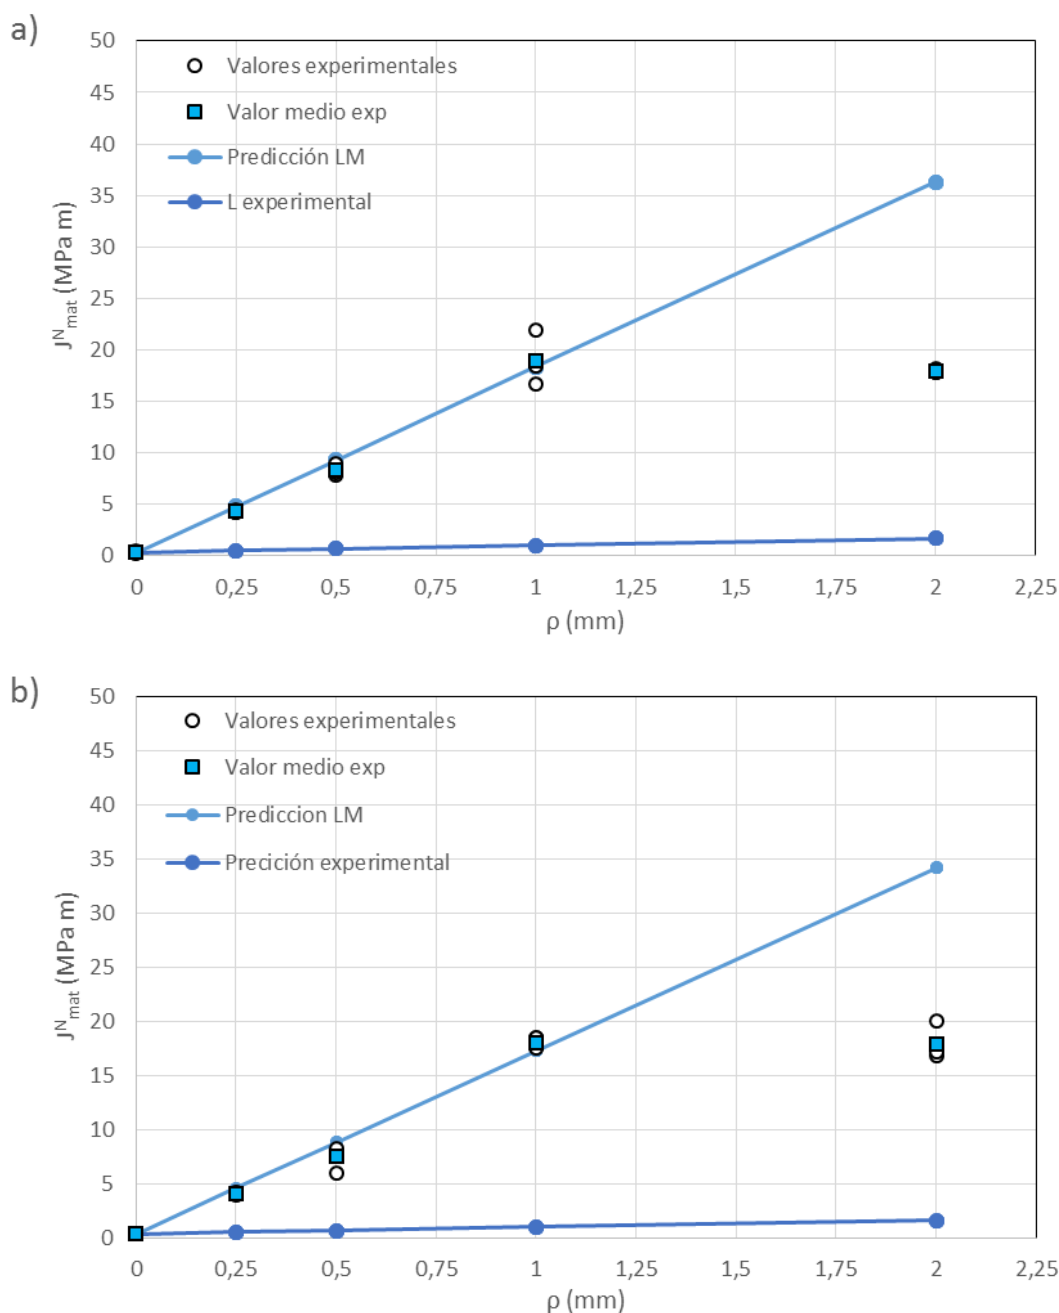 a)
50
45
40
35
30
25
20
15
10
5
0
J^N_mat (MPa m)
Valores experimentales
Valor medio exp
Predicción LM
L experimental
0 0,25 0,5 0,75 1 1,25 1,5 1,75 2 2,25
ρ (mm)
b)
50
45
40
35
30
25
20
15
10
5
0
J^N_mat (MPa m)
Valores experimentales
Valor medio exp
Prediccion LM
Precición experimental
0 0,25 0,5 0,75 1 1,25 1,5 1,75 2 2,25
ρ (mm)